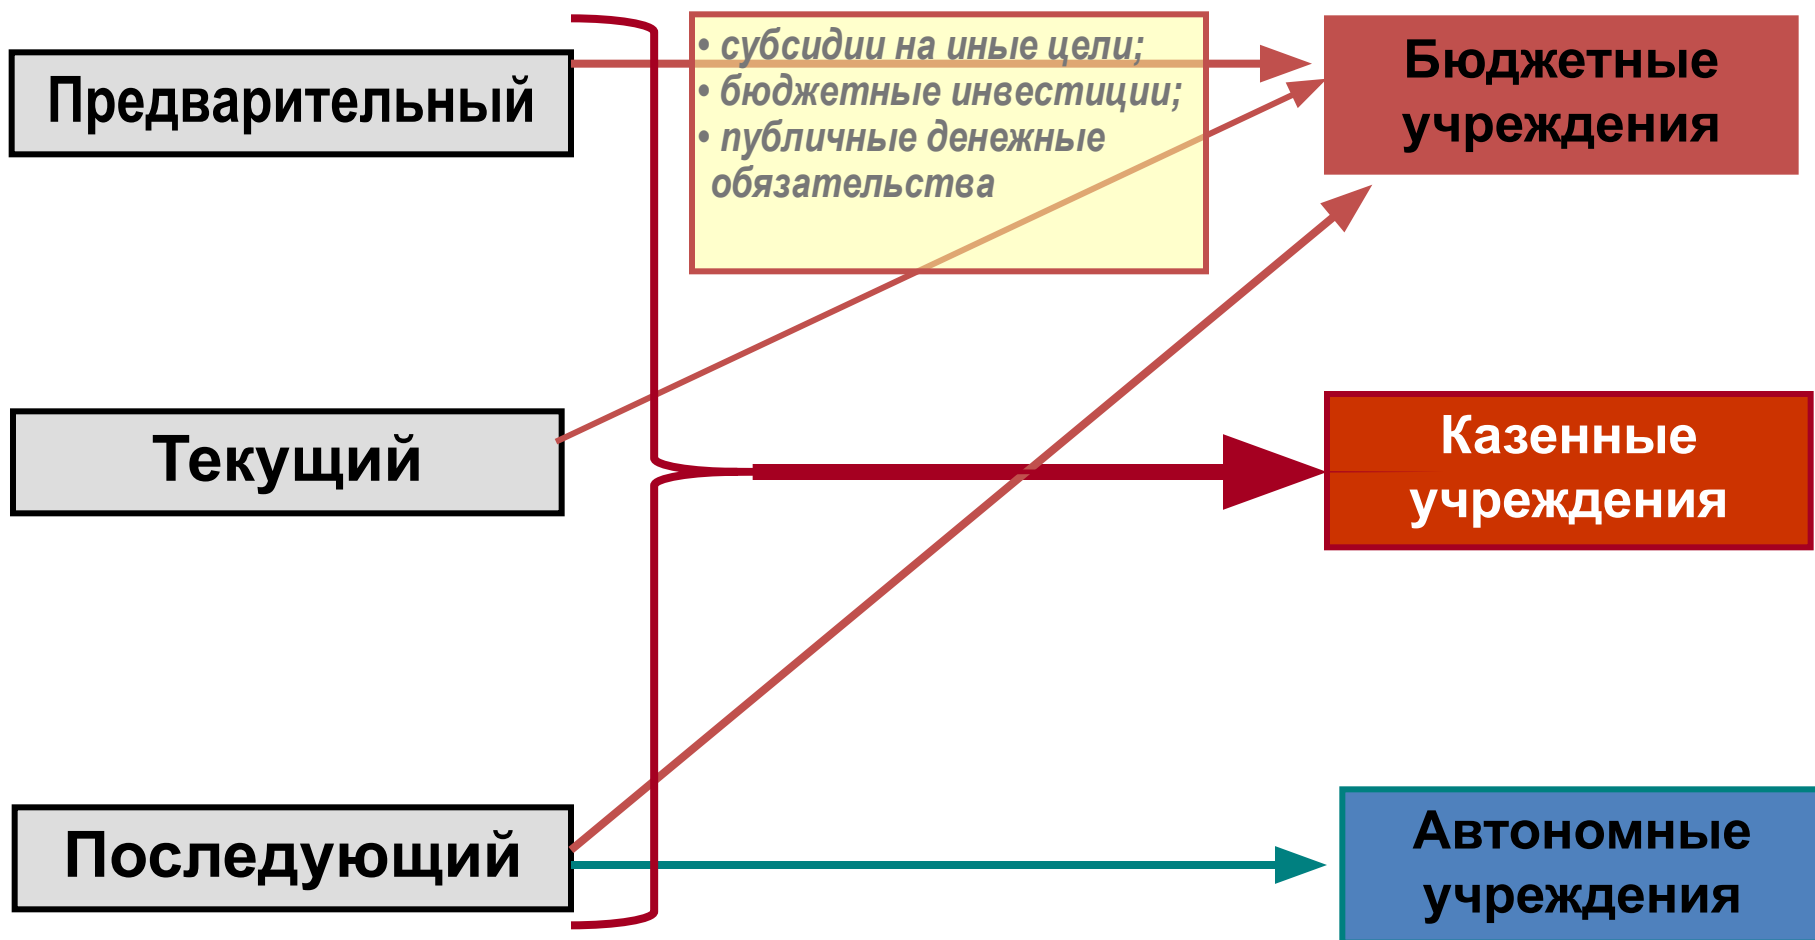 Предварительный
• субсидии на иные цели;
• бюджетные инвестиции;
• публичные денежные
обязательства
Бюджетные
учреждения
Текущий
Казенные
учреждения
Последующий
Автономные
учреждения